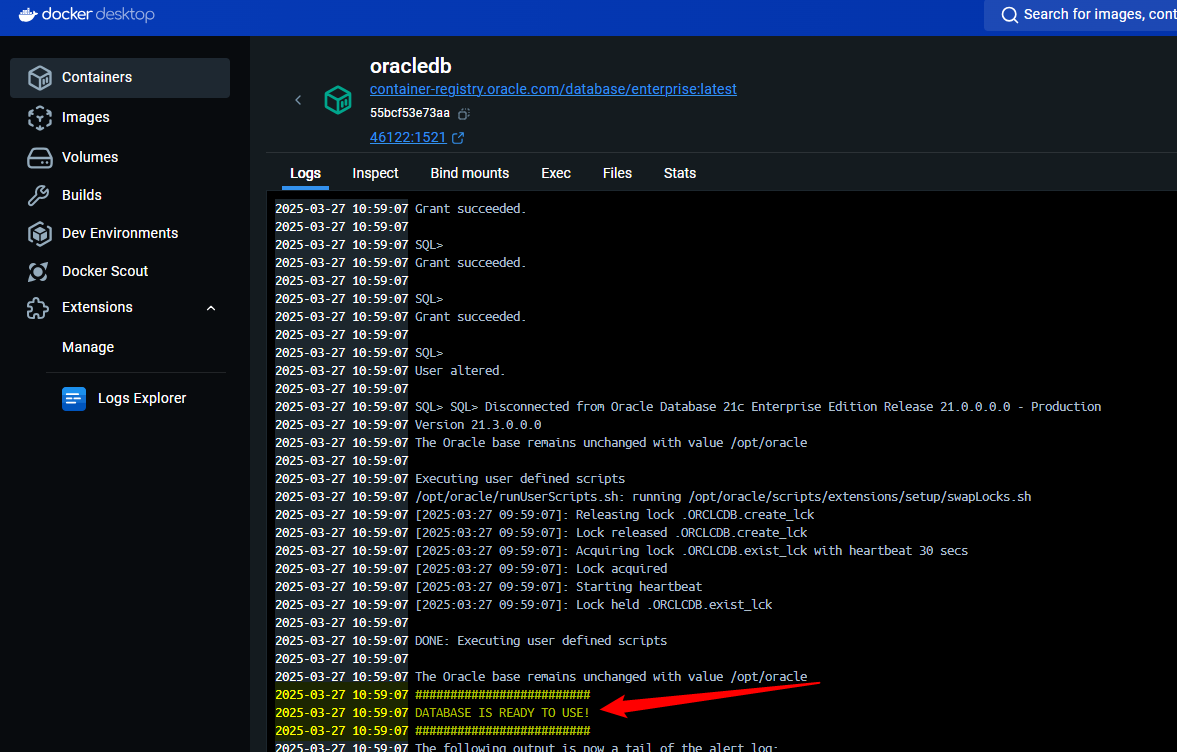 docker desktop
Search for images, cont
Containers
Images
Volumes
Builds
Dev Environments
Docker Scout
Extensions
Manage
Logs Explorer
oracledb
container-registry.oracle.com/database/enterprise:latest
55bcf53e73aa
46122:1521
Logs Inspect Bind mounts Exec Files Stats
2025-03-27 10:59:07 Grant succeeded.
2025-03-27 10:59:07
2025-03-27 10:59:07 SQL>
2025-03-27 10:59:07 Grant succeeded.
2025-03-27 10:59:07
2025-03-27 10:59:07 SQL>
2025-03-27 10:59:07 Grant succeeded.
2025-03-27 10:59:07
2025-03-27 10:59:07 SQL>
2025-03-27 10:59:07 User altered.
2025-03-27 10:59:07
2025-03-27 10:59:07 SQL> SQL> Disconnected from Oracle Database 21c Enterprise Edition Release 21.0.0.0.0 - Production
2025-03-27 10:59:07 Version 21.3.0.0.0
2025-03-27 10:59:07 The Oracle base remains unchanged with value /opt/oracle
2025-03-27 10:59:07
2025-03-27 10:59:07 Executing user defined scripts
2025-03-27 10:59:07 /opt/oracle/runUserScripts.sh: running /opt/oracle/scripts/extensions/setup/swapLocks.sh
2025-03-27 10:59:07 [2025:03:27 09:59:07]: Releasing lock .ORCLCDB.create_lck
2025-03-27 10:59:07 [2025:03:27 09:59:07]: Lock released .ORCLCDB.create_lck
2025-03-27 10:59:07 [2025:03:27 09:59:07]: Acquiring lock .ORCLCDB.exist_lck with heartbeat 30 secs
2025-03-27 10:59:07 [2025:03:27 09:59:07]: Lock acquired
2025-03-27 10:59:07 [2025:03:27 09:59:07]: Starting heartbeat
2025-03-27 10:59:07 [2025:03:27 09:59:07]: Lock held .ORCLCDB.exist_lck
2025-03-27 10:59:07
2025-03-27 10:59:07 DONE: Executing user defined scripts
2025-03-27 10:59:07
2025-03-27 10:59:07 The Oracle base remains unchanged with value /opt/oracle
2025-03-27 10:59:07 #########################
2025-03-27 10:59:07 DATABASE IS READY TO USE!
2025-03-27 10:59:07 #########################
2025-03-27 10:59:07 The following output is now a tail of the alert log: